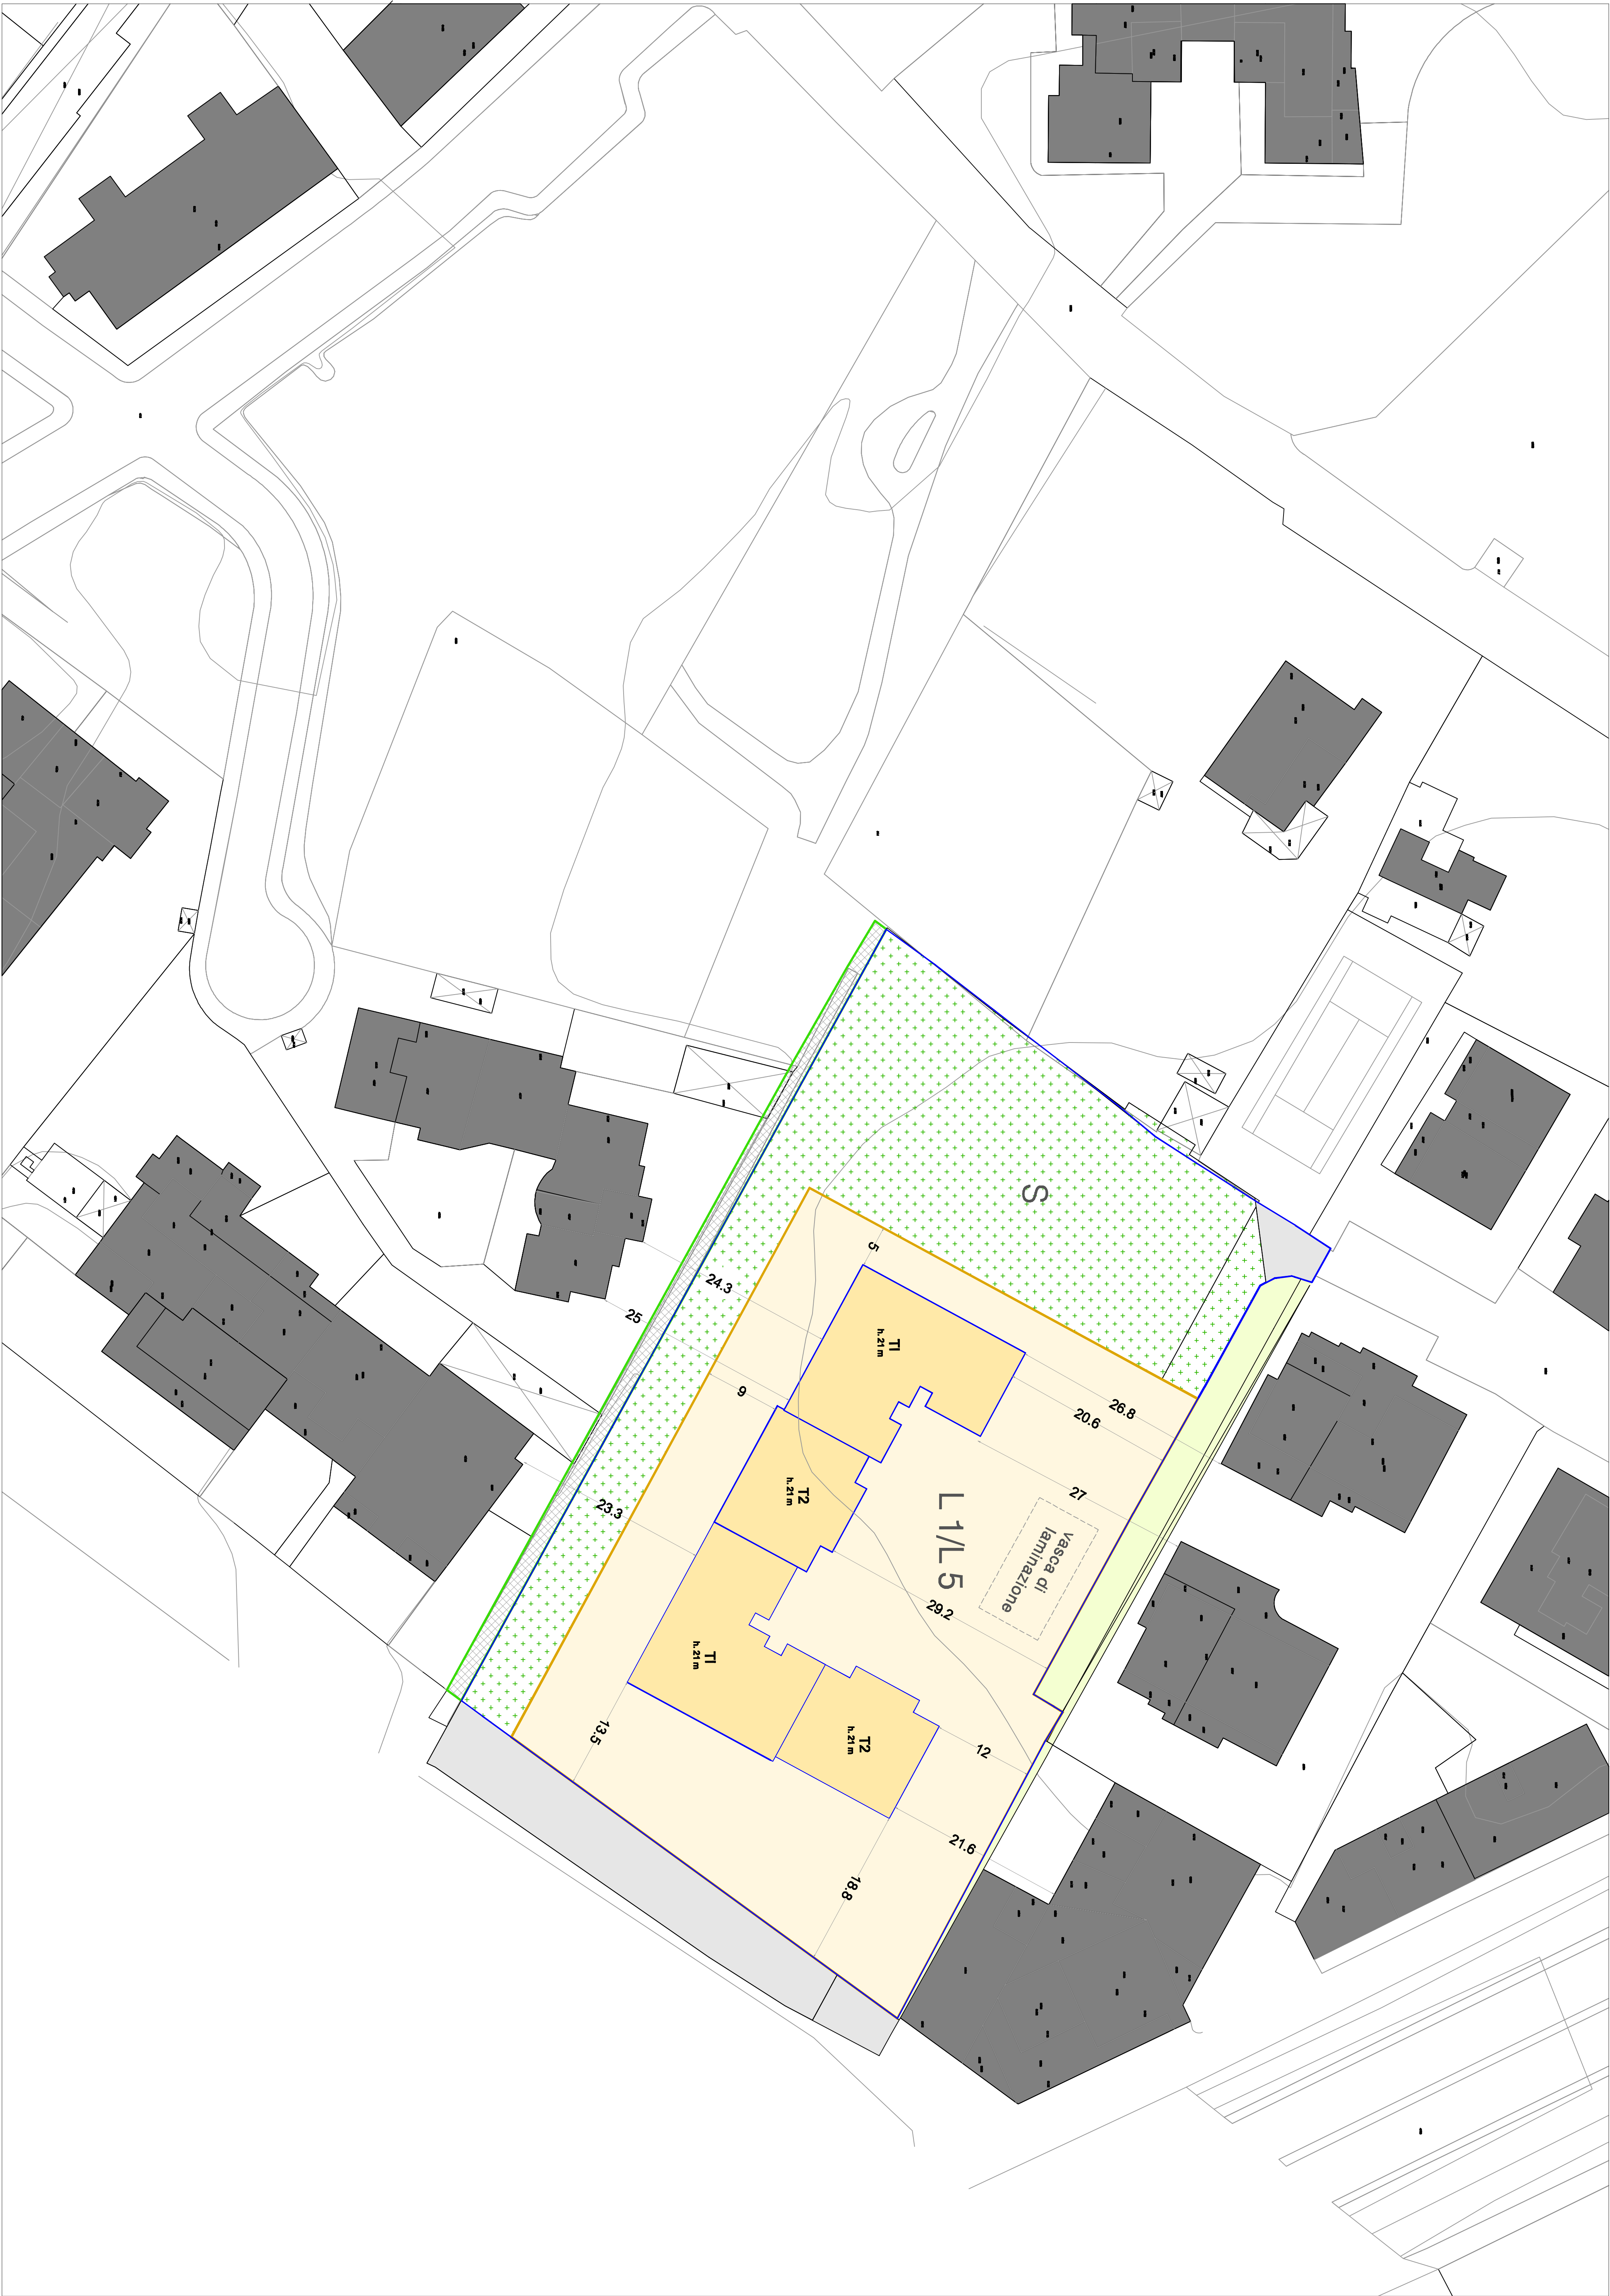 S
5
24.3
25
T1
h. 21 m
26.8
20.6
9
27
T2
h. 21 m
L 1/L 5
vasca di
laminazione
23.3
29.2
T1
h. 21 m
13.5
T2
h. 21 m
12
21.6
18.8